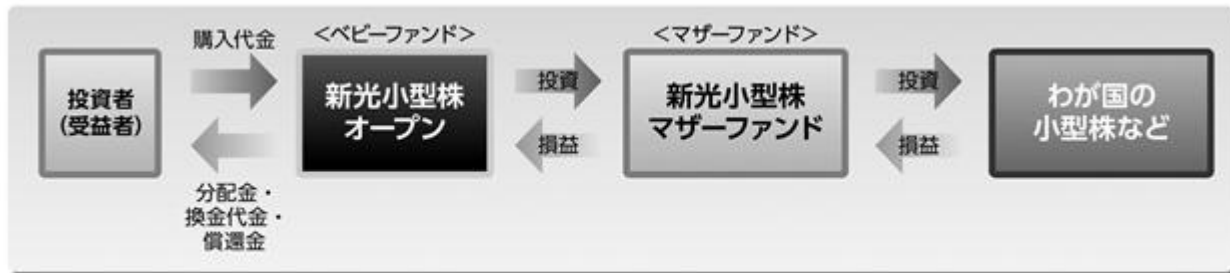 購入代金
<ベビーファンド>
<マザーファンド>
投資者
(受益者)
新光小型株
オープン
投資
損益
新光小型株
マザーファンド
投資
損益
わが国の
小型株など
分配金・
換金代金・
償還金